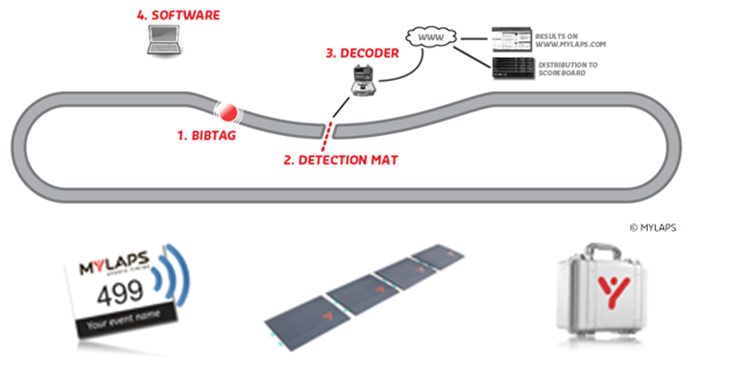 4. SOFTWARE
3. DECODER
WWW
RESULTS ON
WWW.MYLAPS.COM
DISTRIBUTION TO
SCOREBOARD
1. BIBTAG
2. DETECTION MAT
© MYLAPS
MYLAPS
499
Your event name